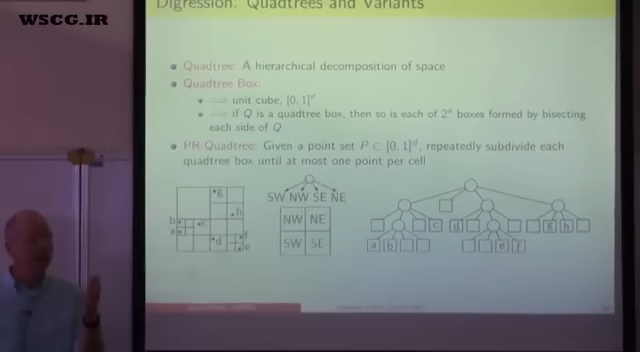 Digression: Quadtrees and Variants
WSCG.IR
Quadtree: A hierarchical decomposition of space
Quadtree Box:
unit cube, [0, 1]^d
if Q is a quadtree box, then so is each of 2^d boxes formed by bisecting
each side of Q
PR-Quadtree: Given a point set P ⊂ [0, 1]^d, repeatedly subdivide each
quadtree box until at most one point per cell
g
h
b
a
c
d
f
e
SW NW SE NE
NW NE
SW SE
c d g h
a b e f